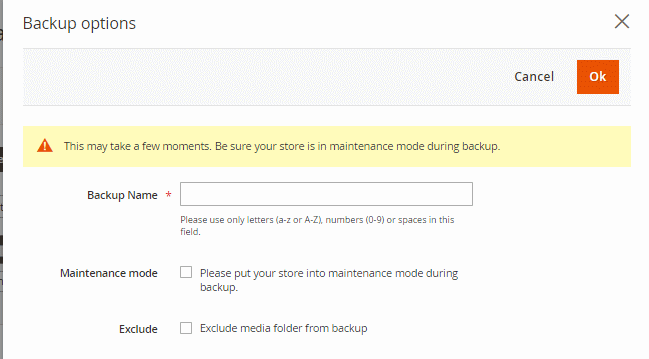 Backup options
Cancel
Ok
This may take a few moments. Be sure your store is in maintenance mode during backup.
Backup Name *
Please use only letters (a-z or A-Z), numbers (0-9) or spaces in this
field.
Maintenance mode
Please put your store into maintenance mode during
backup.
Exclude
Exclude media folder from backup